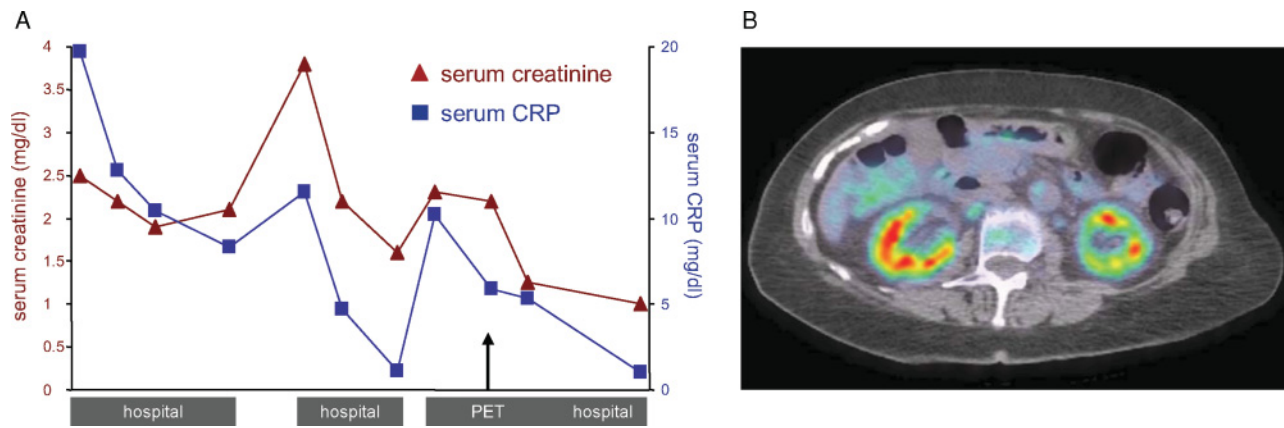 A
B
4
3.5
3
2.5
2
1.5
1
0.5
0
serum creatinine (mg/dl)
serum creatinine
serum CRP
20
15
10
5
0
serum CRP (mg/dl)
hospital
hospital
PET
hospital